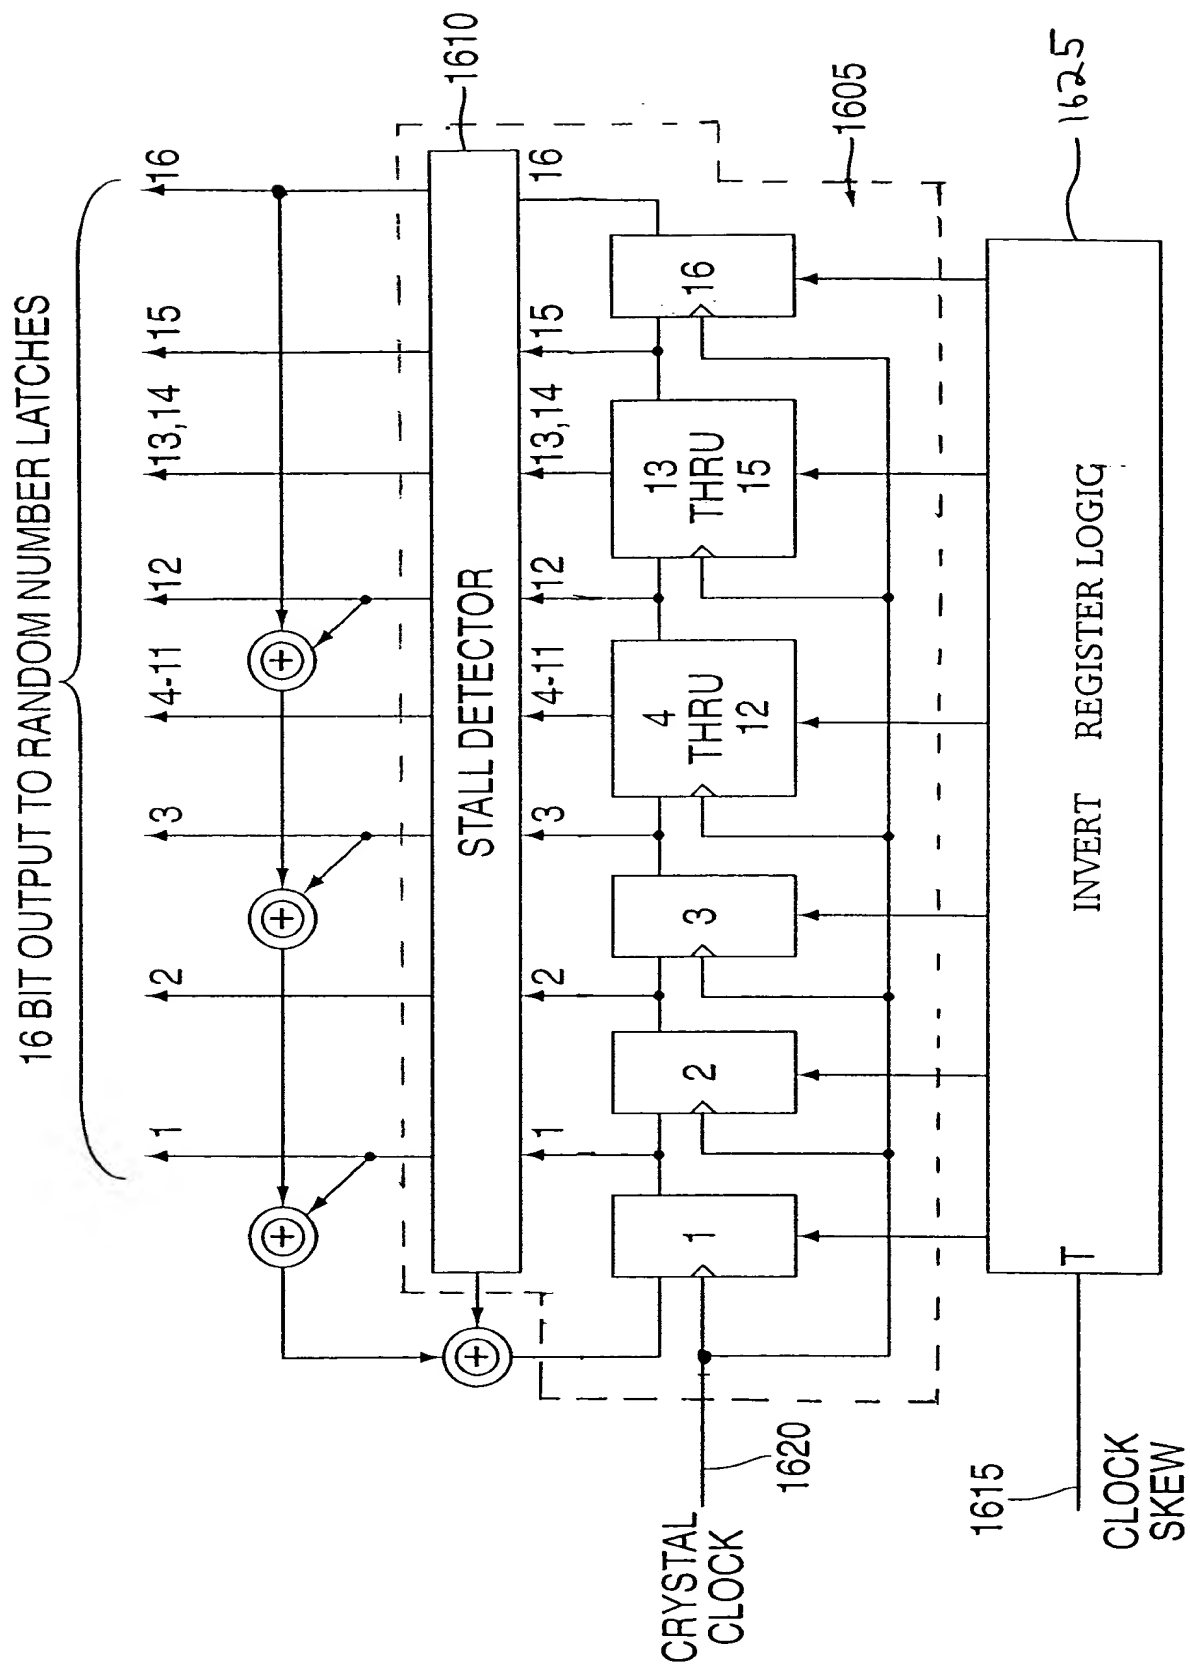 16 BIT OUTPUT TO RANDOM NUMBER LATCHES
1 2 3 4-11 12 13,14 15 16
+ + +
1610
STALL DETECTOR
+
1 2 3 4-11 12 13,14 15 16
1
2
3
4
THRU
12
13
THRU
15
16
1605
CRYSTAL
CLOCK
1620
1625
T
INVERT REGISTER LOGIC
1615
CLOCK
SKEW